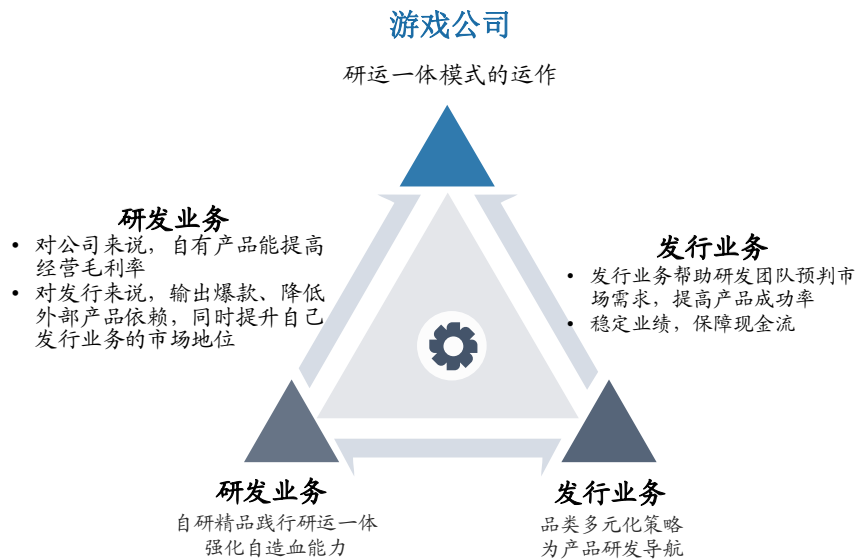 游戏公司
研运一体模式的运作
研发业务
• 对公司来说，自有产品能提高
经营毛利率
• 对发行来说，输出爆款、降低
外部产品依赖，同时提升自己
发行业务的市场地位
发行业务
• 发行业务帮助研发团队预判市
场需求，提高产品成功率
• 稳定业绩，保障现金流
研发业务
自研精品践行研运一体
强化自造血能力
发行业务
品类多元化策略
为产品研发导航